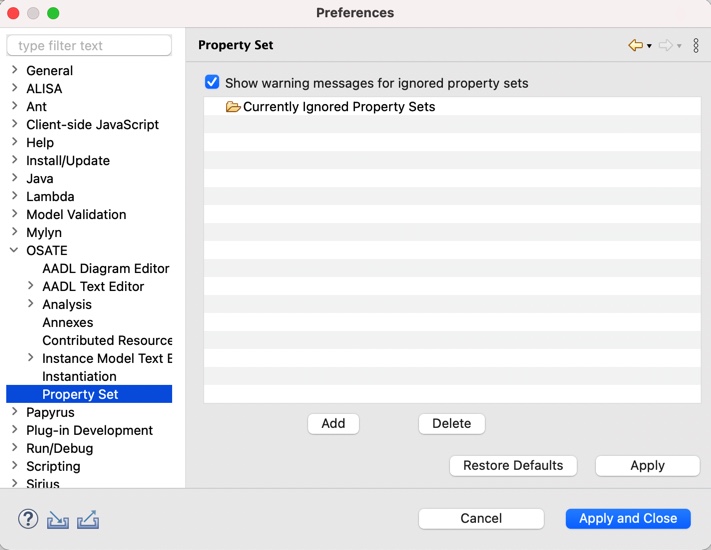 Preferences
type filter text
General
ALISA
Ant
Client-side JavaScript
Help
Install/Update
Java
Lambda
Model Validation
Mylyn
OSATE
AADL Diagram Editor
AADL Text Editor
Analysis
Annexes
Contributed Resource
Instance Model Text E
Instantiation
Property Set
Papyrus
Plug-in Development
Run/Debug
Scripting
Sirius
Property Set
Show warning messages for ignored property sets
Currently Ignored Property Sets
Add Delete
Restore Defaults Apply
? Cancel Apply and Close